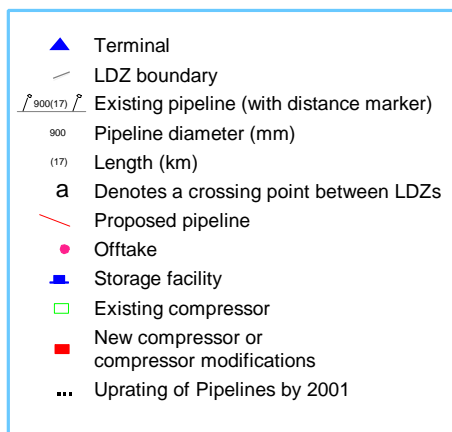 Terminal
LDZ boundary
900(17) Existing pipeline (with distance marker)
900 Pipeline diameter (mm)
(17) Length (km)
a Denotes a crossing point between LDZs
Proposed pipeline
Offtake
Storage facility
Existing compressor
New compressor or
compressor modifications
Uprating of Pipelines by 2001